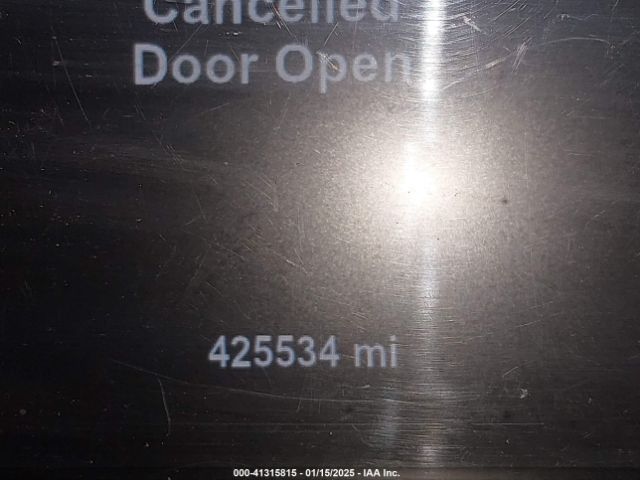 Cancelled
Door Open
425534 mi
000-41315815 - 01/15/2025 - IAA Inc.